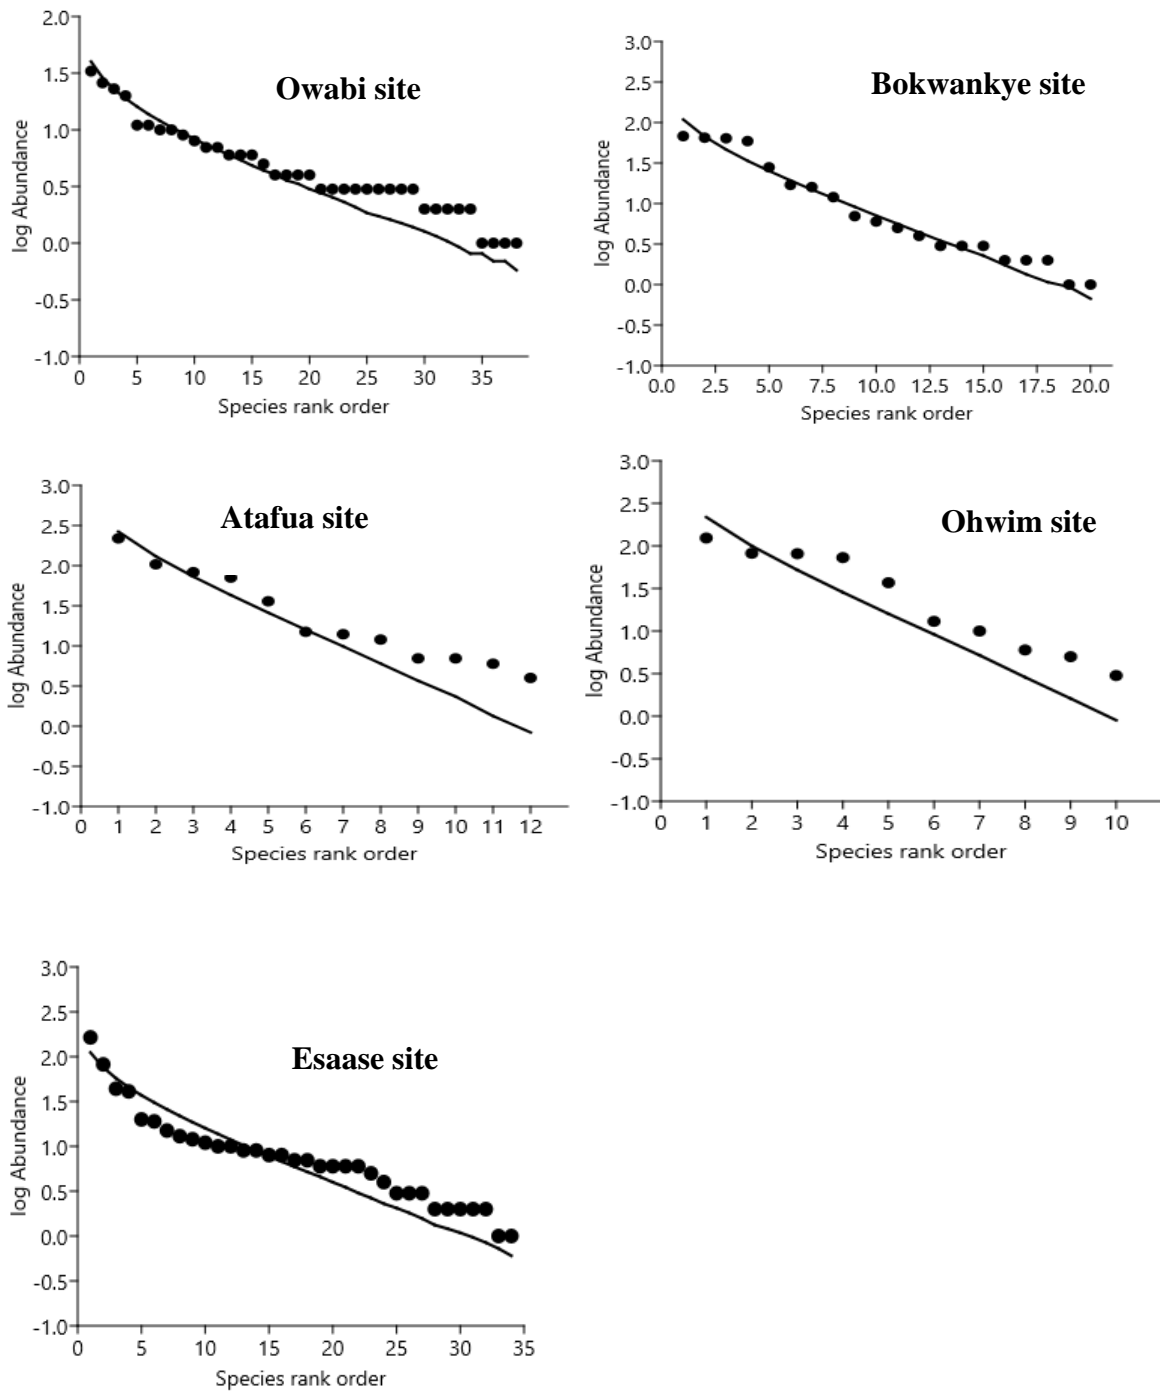 Owabi site
log Abundance
2.0
1.5
1.0
0.5
0.0
-0.5
-1.0
0 5 10 15 20 25 30 35
Species rank order
Bokwankye site
log Abundance
3.0
2.5
2.0
1.5
1.0
0.5
0.0
-0.5
-1.0
0.0 2.5 5.0 7.5 10.0 12.5 15.0 17.5 20.0
Species rank order
Atafua site
log Abundance
3.0
2.5
2.0
1.5
1.0
0.5
0.0
-0.5
-1.0
0 1 2 3 4 5 6 7 8 9 10 11 12
Species rank order
Ohwim site
log Abundance
3.0
2.5
2.0
1.5
1.0
0.5
0.0
-0.5
-1.0
0 1 2 3 4 5 6 7 8 9 10
Species rank order
Esaase site
log Abundance
3.0
2.5
2.0
1.5
1.0
0.5
0.0
-0.5
-1.0
0 5 10 15 20 25 30 35
Species rank order